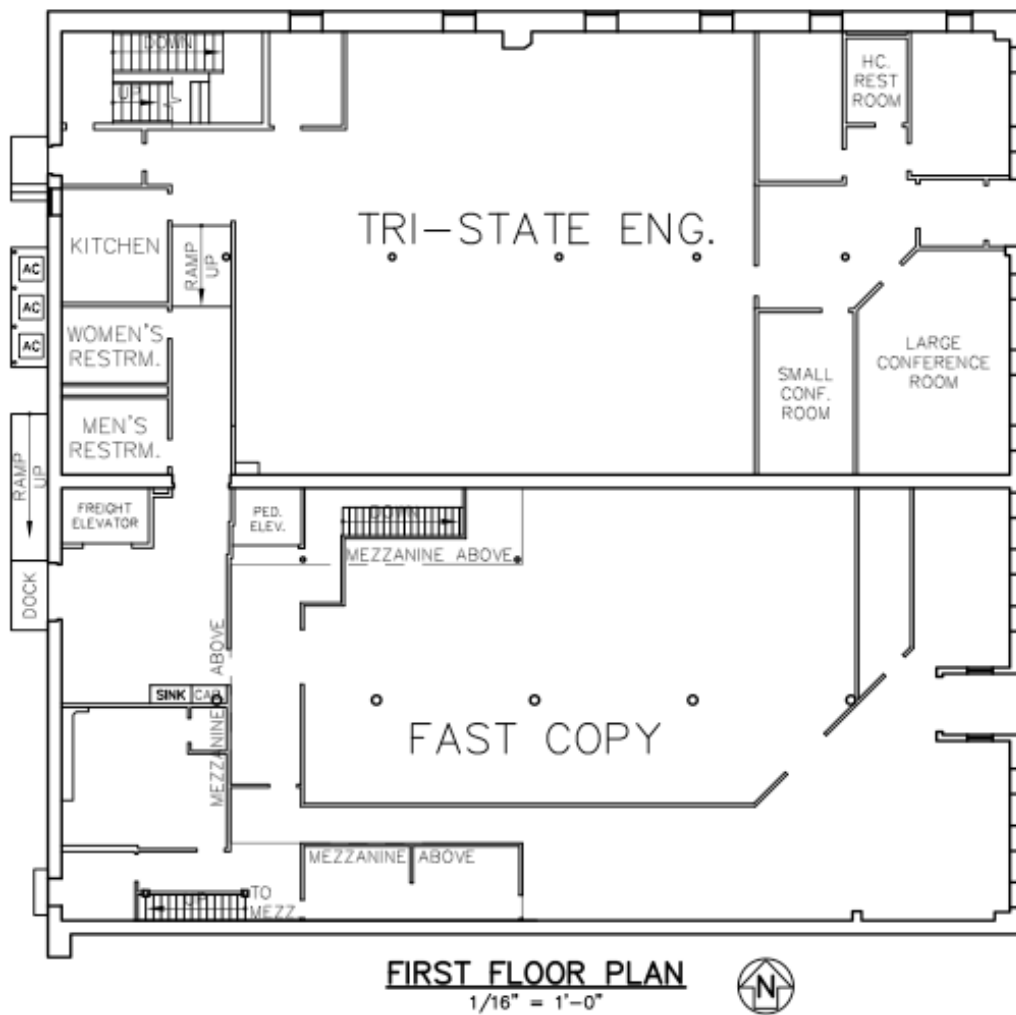 DOWN
UP
HC.
REST
ROOM
TRI-STATE ENG.
KITCHEN
RAMP
UP
AC
AC
AC
WOMEN'S
RESTRM.
MEN'S
RESTRM.
LARGE
CONFERENCE
ROOM
SMALL
CONF.
ROOM
RAMP
UP
FREIGHT
ELEVATOR
PED.
ELEV.
DOWN
MEZZANINE ABOVE
DOCK
MEZZANINE ABOVE
SINK
FAST COPY
MEZZANINE ABOVE
UP
TO
MEZZ
FIRST FLOOR PLAN
1/16" = 1'-0"
N